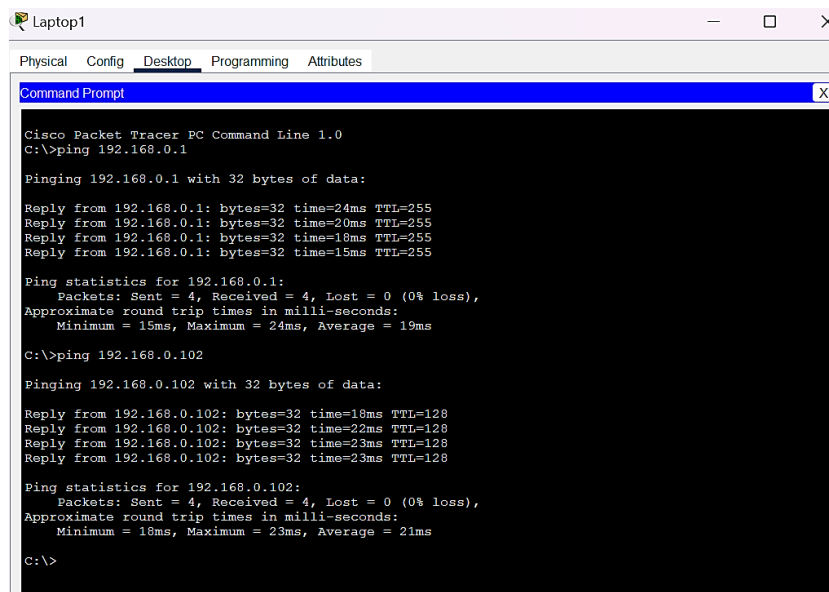 Laptop1
Physical Config Desktop Programming Attributes
Command Prompt
X
Cisco Packet Tracer PC Command Line 1.0
C:\>ping 192.168.0.1
Pinging 192.168.0.1 with 32 bytes of data:
Reply from 192.168.0.1: bytes=32 time=24ms TTL=255
Reply from 192.168.0.1: bytes=32 time=20ms TTL=255
Reply from 192.168.0.1: bytes=32 time=18ms TTL=255
Reply from 192.168.0.1: bytes=32 time=15ms TTL=255
Ping statistics for 192.168.0.1:
Packets: Sent = 4, Received = 4, Lost = 0 (0% loss),
Approximate round trip times in milli-seconds:
Minimum = 15ms, Maximum = 24ms, Average = 19ms
C:\>ping 192.168.0.102
Pinging 192.168.0.102 with 32 bytes of data:
Reply from 192.168.0.102: bytes=32 time=18ms TTL=128
Reply from 192.168.0.102: bytes=32 time=22ms TTL=128
Reply from 192.168.0.102: bytes=32 time=23ms TTL=128
Reply from 192.168.0.102: bytes=32 time=23ms TTL=128
Ping statistics for 192.168.0.102:
Packets: Sent = 4, Received = 4, Lost = 0 (0% loss),
Approximate round trip times in milli-seconds:
Minimum = 18ms, Maximum = 23ms, Average = 21ms
C:\>